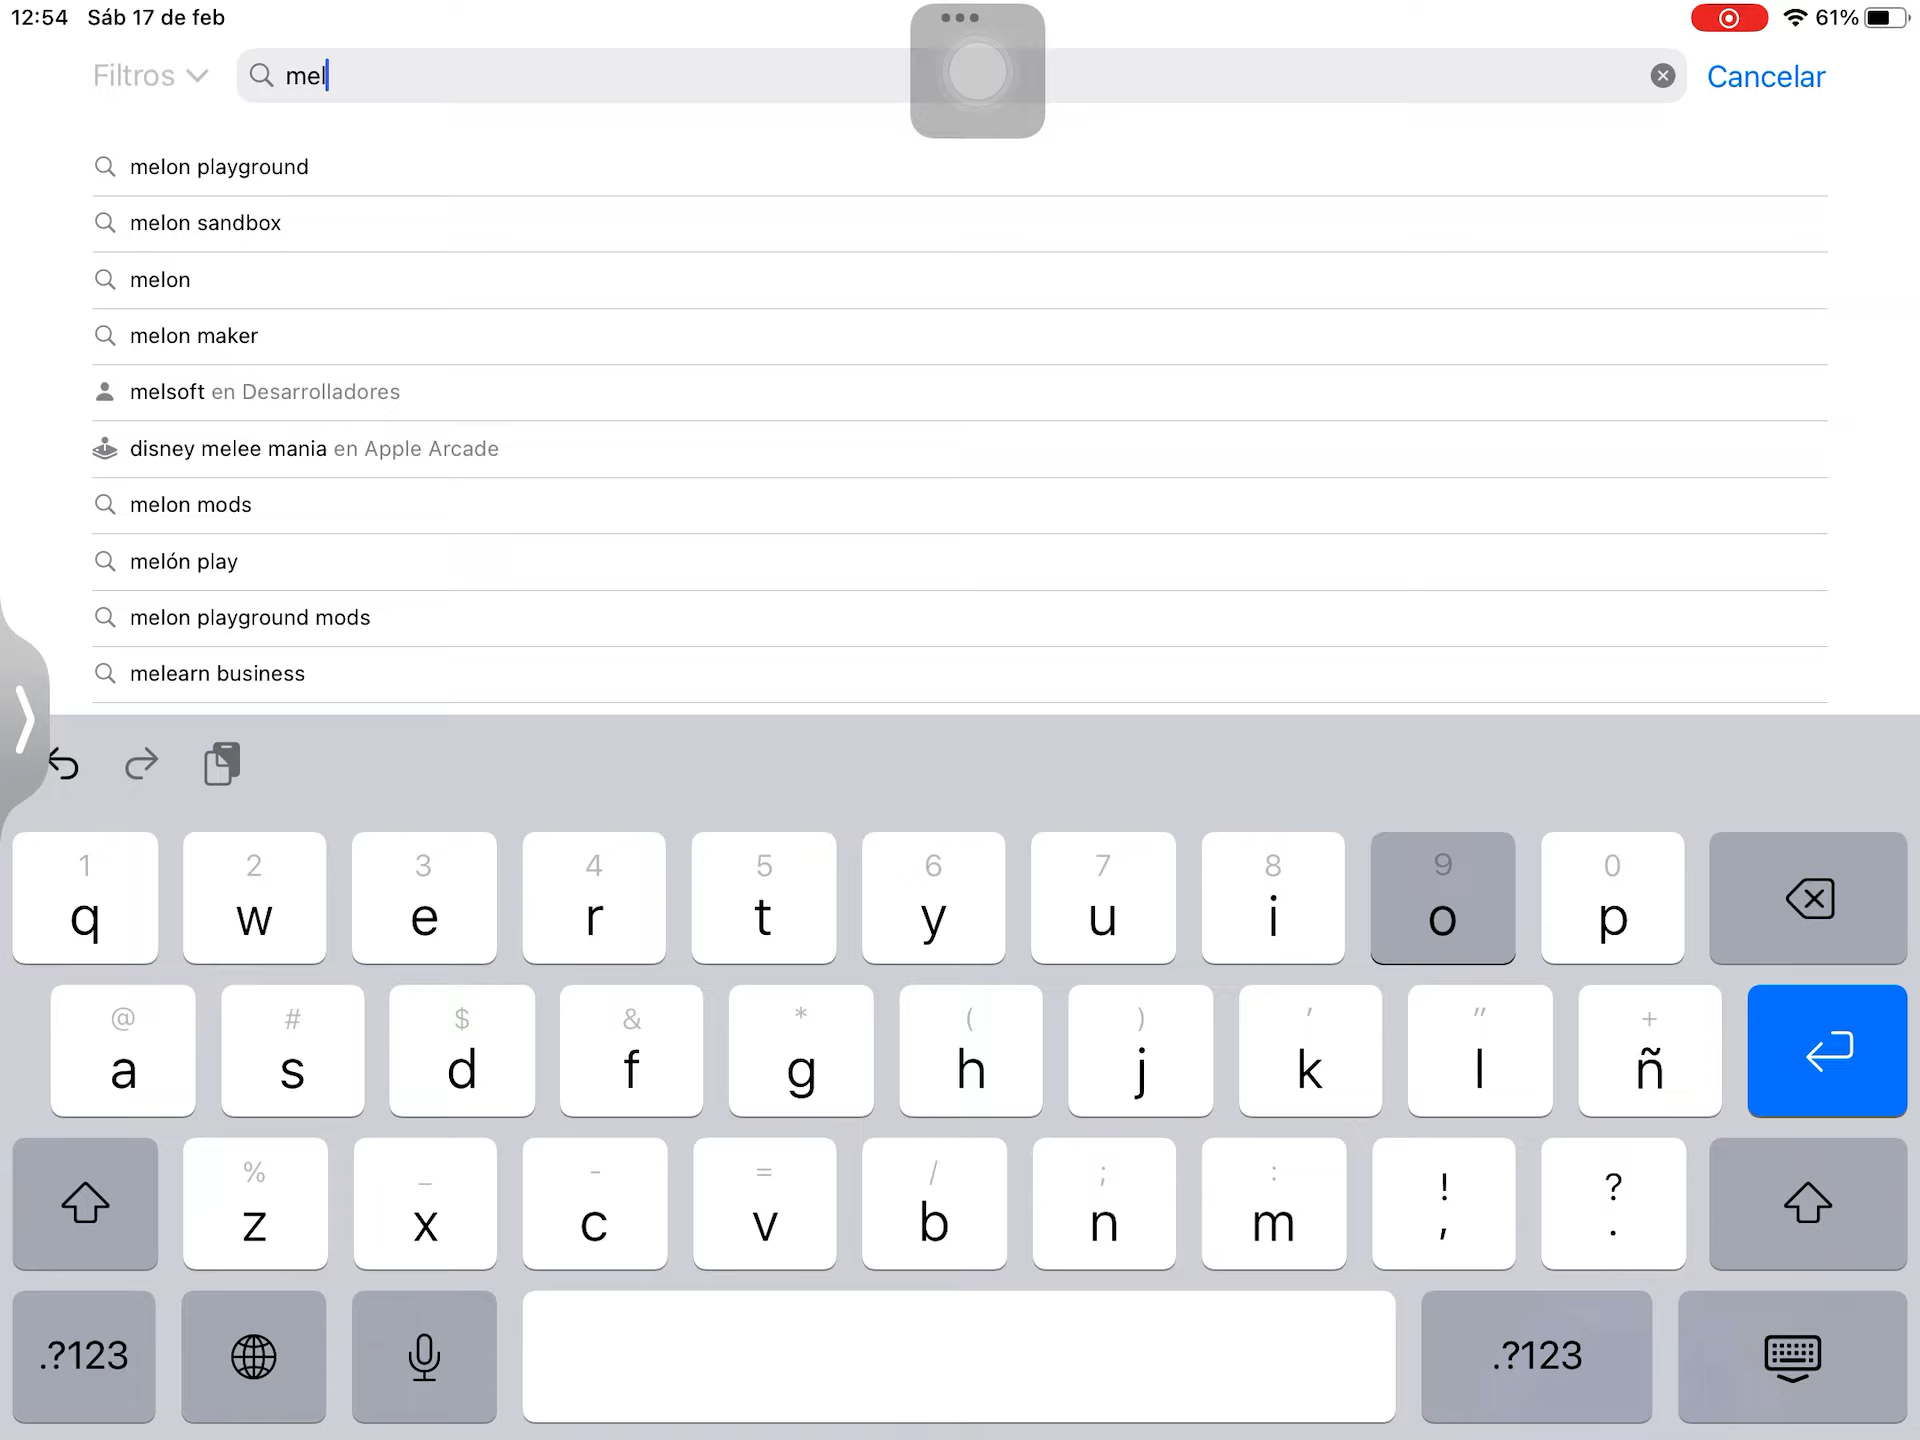 12:54 Sáb 17 de feb 61%
Filtros mel Cancelar
melon playground
melon sandbox
melon
melon maker
melsoft en Desarrolladores
disney melee mania en Apple Arcade
melon mods
melón play
melon playground mods
melearn business
1 2 3 4 5 6 7 8 9 0
q w e r t y u i o p
@ # $ & * ( ) ' " +
a s d f g h j k l ñ
% _ - = / ; : ! ?
z x c v b n m , .
.?123 .?123